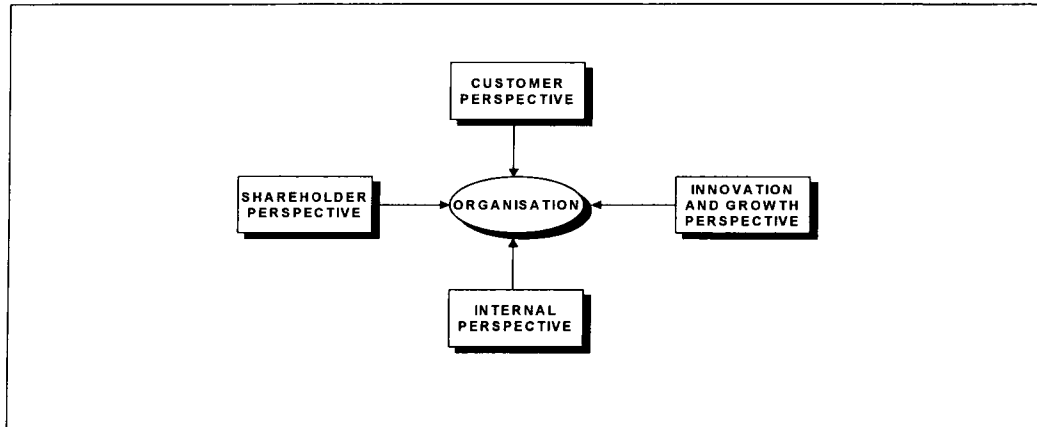 CUSTOMER
PERSPECTIVE
SHAREHOLDER
PERSPECTIVE
ORGANISATION
INNOVATION
AND GROWTH
PERSPECTIVE
INTERNAL
PERSPECTIVE